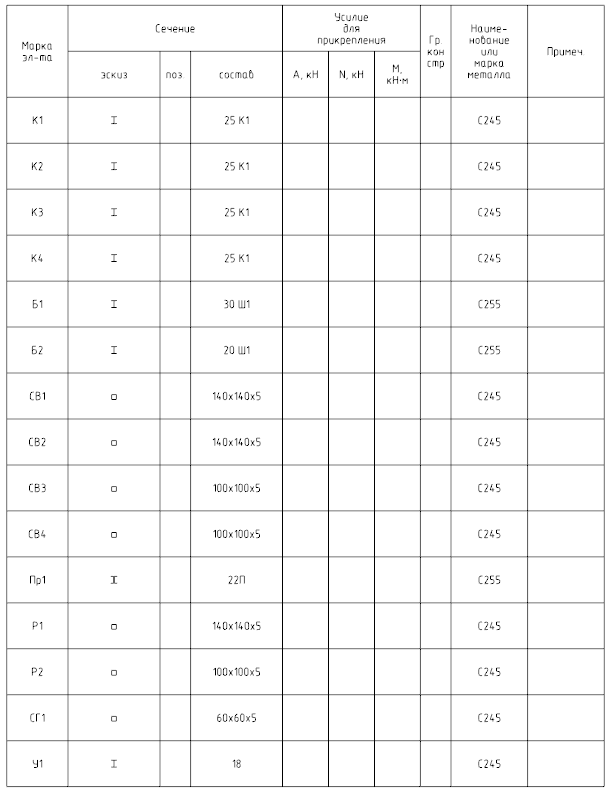 Марка
эл-та
Сечение
Усилие
для
прикрепления
Гр.
кон
стр
Наиме-
нование
или
марка
металла
Примеч.
эскиз
поз.
состав
А, кН
N, кН
М,
кН·м
К1 25 К1 С245
К2 25 К1 С245
К3 25 К1 С245
К4 25 К1 С245
Б1 30 Ш1 С255
Б2 20 Ш1 С255
СВ1 140х140х5 С245
СВ2 140х140х5 С245
СВ3 100х100х5 С245
СВ4 100х100х5 С245
Пр1 22П С255
Р1 140х140х5 С245
Р2 100х100х5 С245
СГ1 60х60х5 С245
У1 18 С245